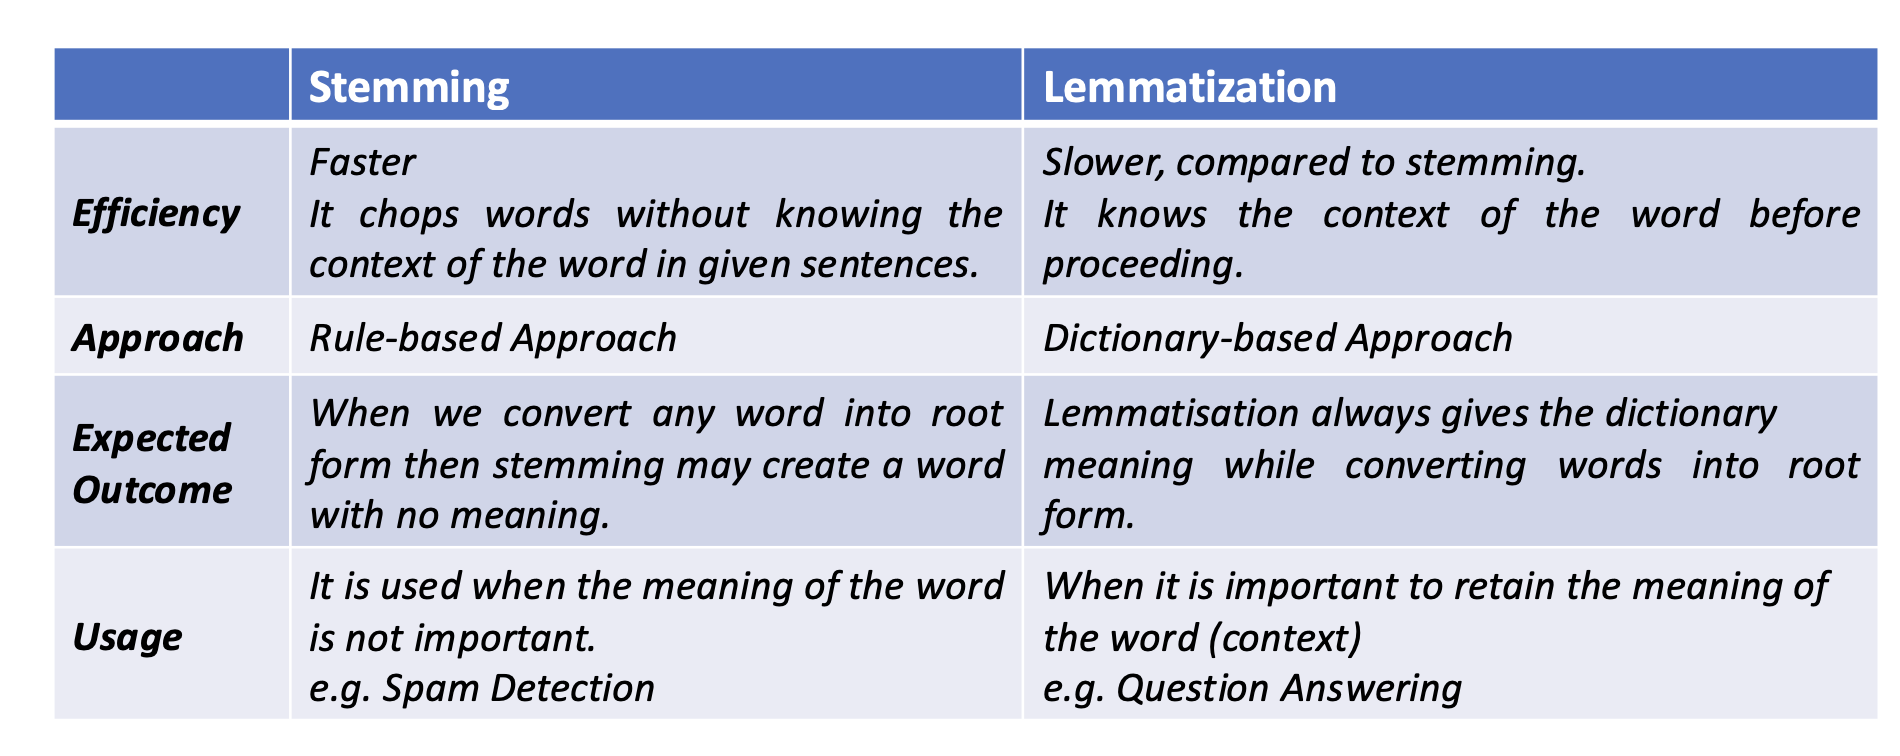 Stemming
Lemmatization
Efficiency
Faster
It chops words without knowing the
context of the word in given sentences.
Slower, compared to stemming.
It knows the context of the word before
proceeding.
Approach
Rule-based Approach
Dictionary-based Approach
Expected
Outcome
When we convert any word into root
form then stemming may create a word
with no meaning.
Lemmatisation always gives the dictionary
meaning while converting words into root
form.
Usage
It is used when the meaning of the word
is not important.
e.g. Spam Detection
When it is important to retain the meaning of
the word (context)
e.g. Question Answering